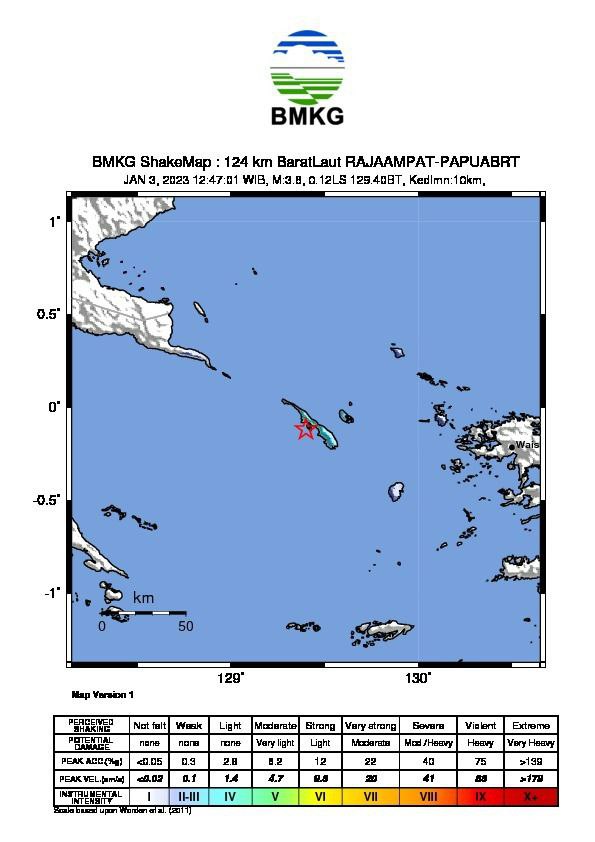 BMKG
BMKG ShakeMap : 124 km BaratLaut RAJAAMPAT-PAPUABRT
JAN 3, 2023 12:47:01 WIB, M:3.8, 0.12LS 129.40BT, Kedlmn:10km,
1˚
0.5˚
0˚
Wais
-0.5˚
-1˚
km
0 50
129˚ 130˚
Map Version 1
PERCEIVED SHAKING Not felt Weak Light Moderate Strong Very strong Severe Violent Extreme
POTENTIAL DAMAGE none none none Very light Light Moderate Mod./Heavy Heavy Very Heavy
PEAK ACC.(%g) <0.05 0.3 2.8 6.2 12 22 40 75 >139
PEAK VEL.(cm/s) <0.02 0.1 1.4 4.7 9.6 20 41 86 >179
INSTRUMENTAL INTENSITY I II-III IV V VI VII VIII IX X+
Scale based upon Worden et al. (2011)